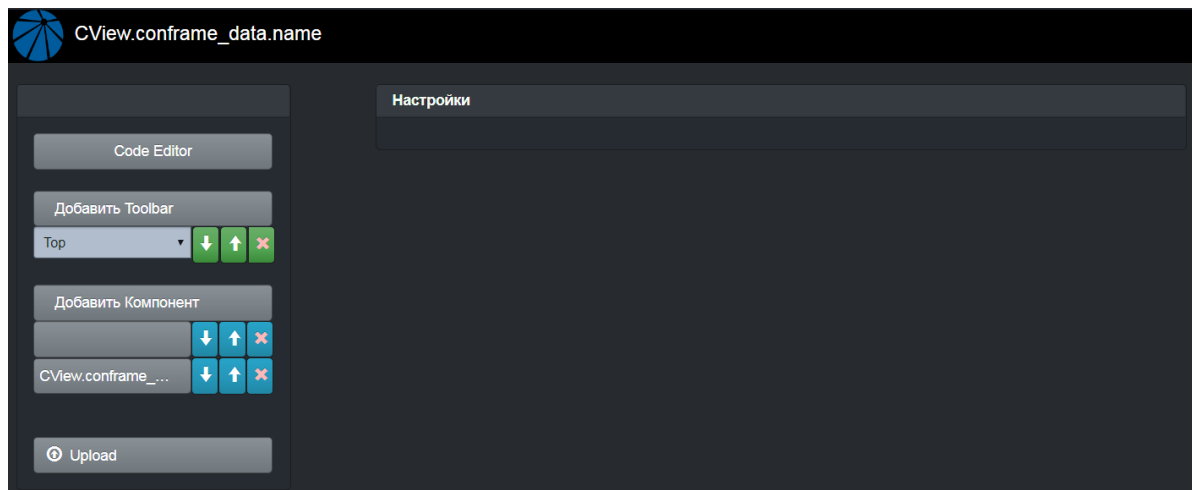 CView.conframe_data.name
Настройки
Code Editor
Добавить Toolbar
Top
Добавить Компонент
CView.conframe_...
Upload